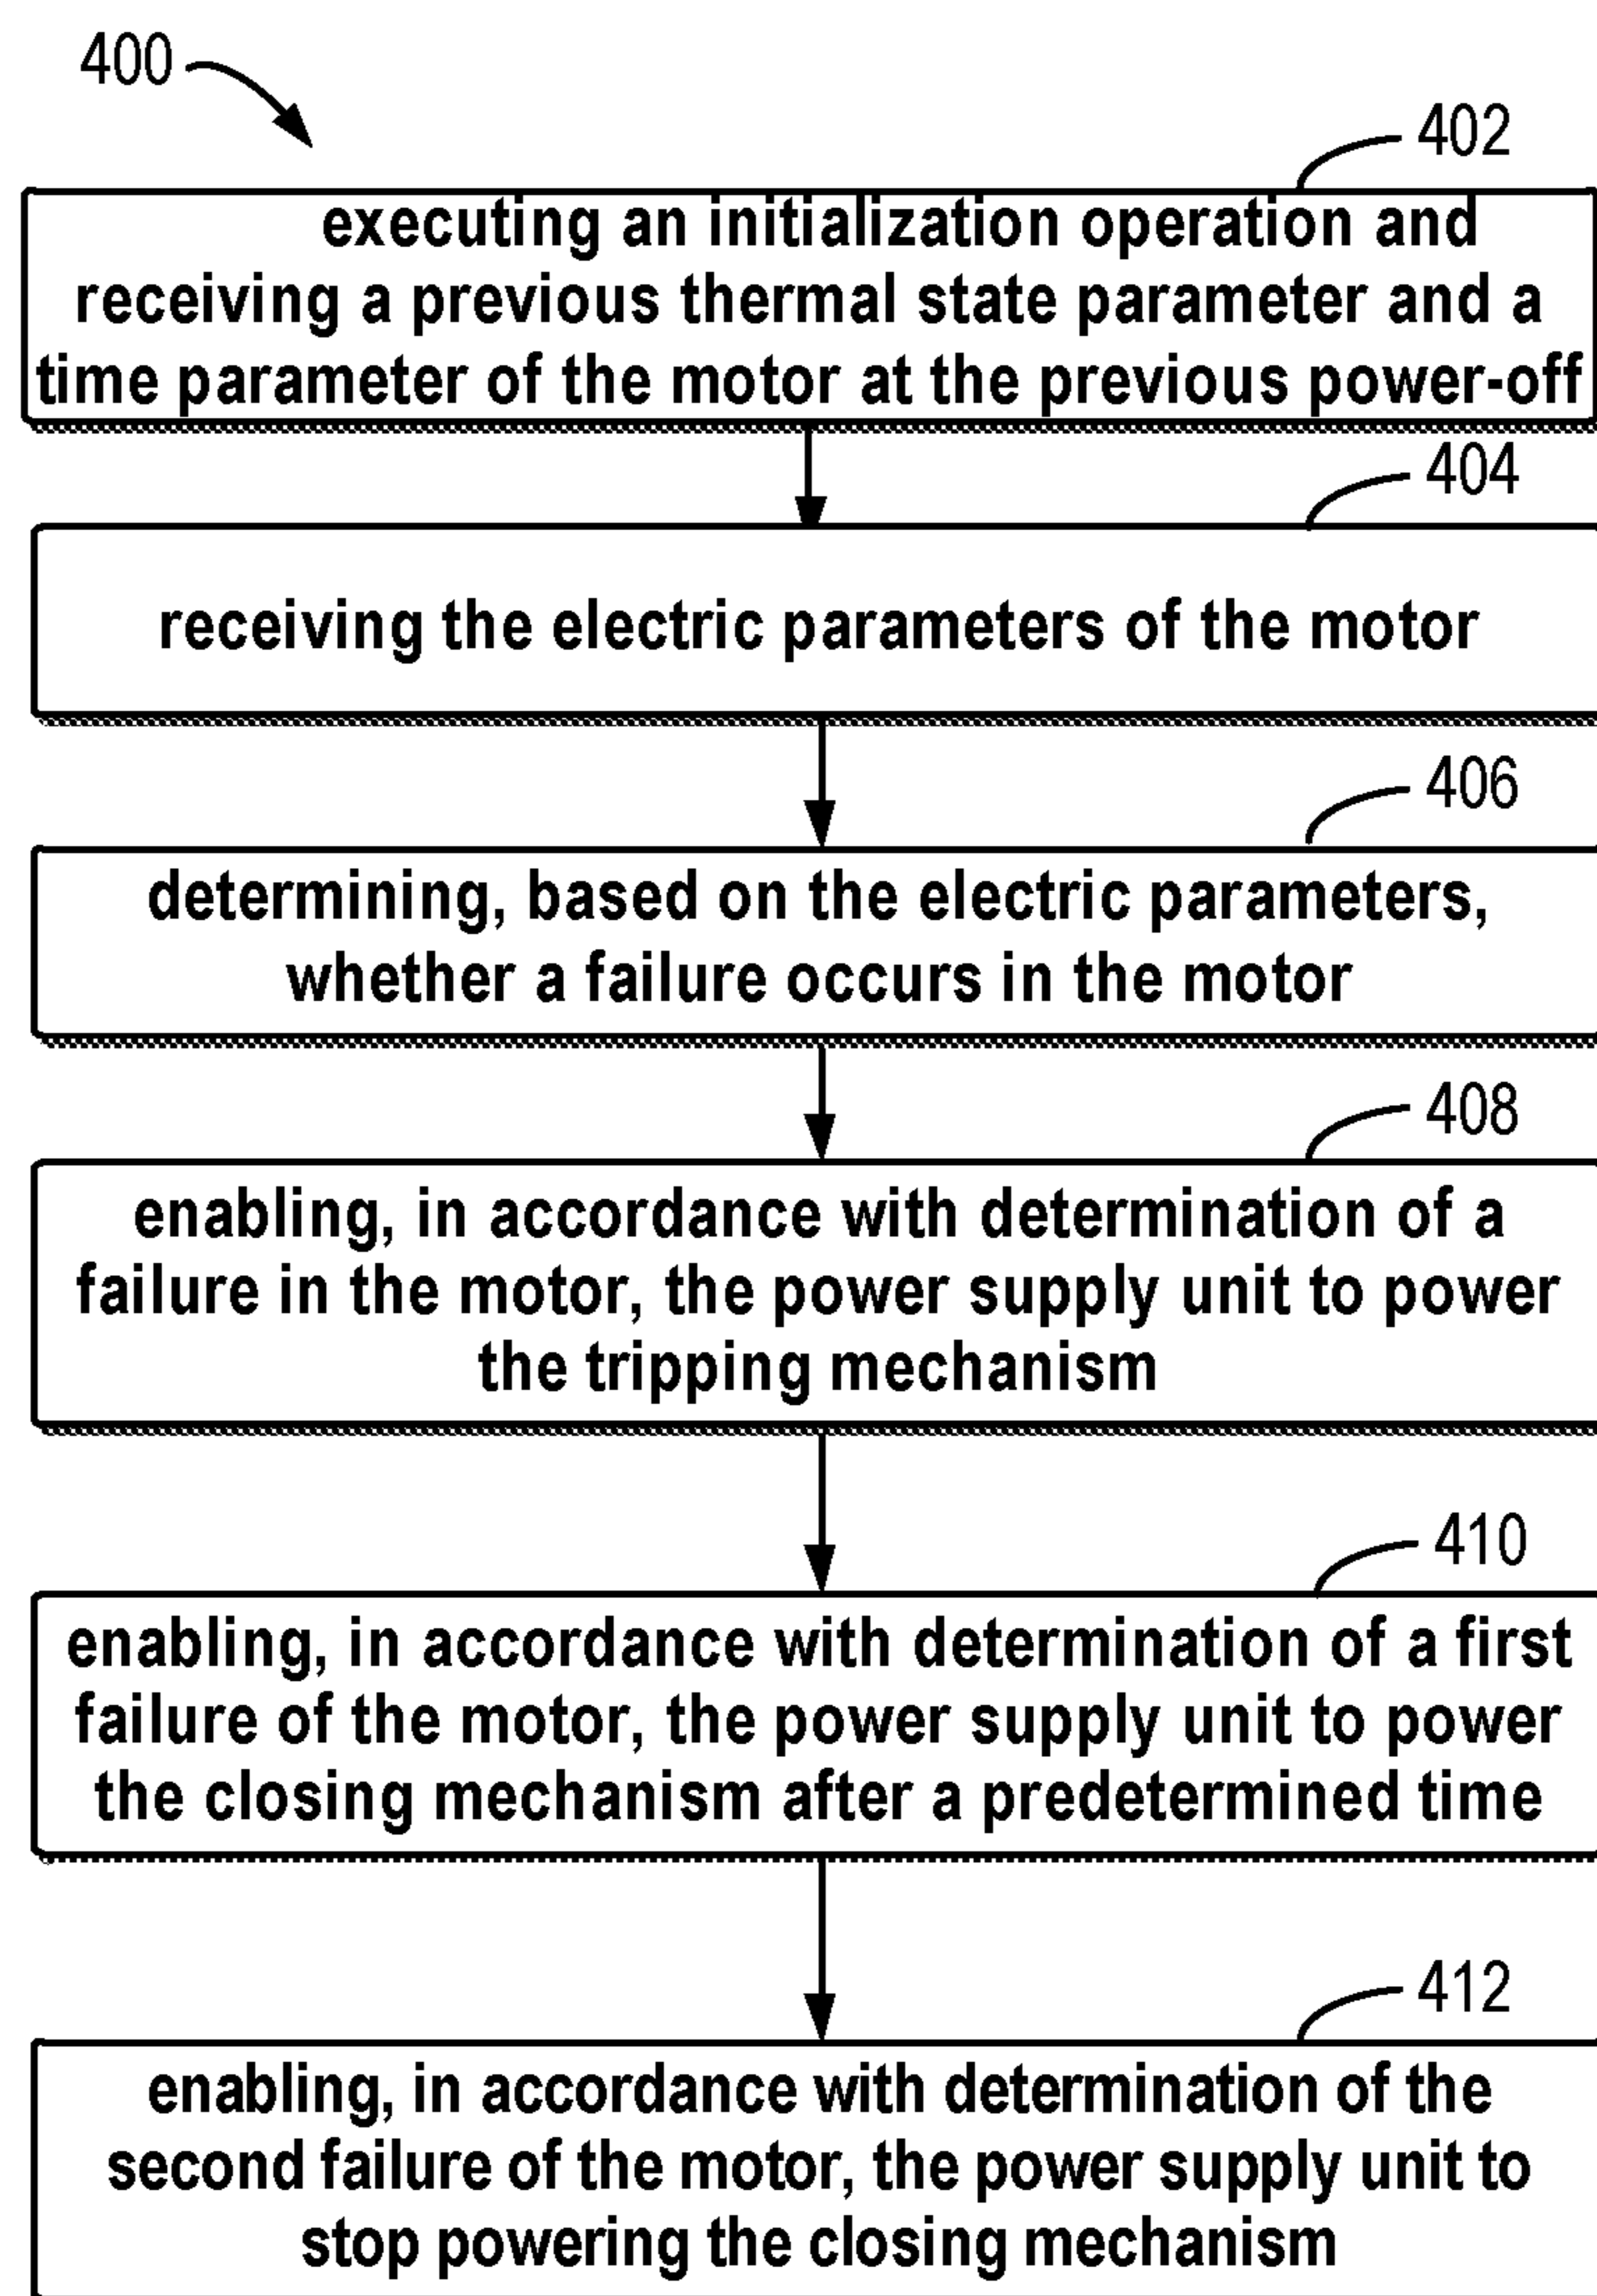 400
402
executing an initialization operation and
receiving a previous thermal state parameter and a
time parameter of the motor at the previous power-off
404
receiving the electric parameters of the motor
406
determining, based on the electric parameters,
whether a failure occurs in the motor
408
enabling, in accordance with determination of a
failure in the motor, the power supply unit to power
the tripping mechanism
410
enabling, in accordance with determination of a first
failure of the motor, the power supply unit to power
the closing mechanism after a predetermined time
412
enabling, in accordance with determination of the
second failure of the motor, the power supply unit to
stop powering the closing mechanism